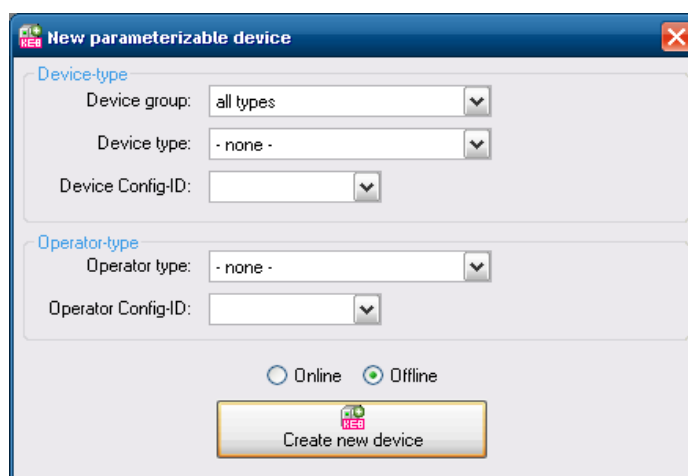 KEB New parameterizable device
Device-type
Device group: all types
Device type: - none -
Device Config-ID:
Operator-type
Operator type: - none -
Operator Config-ID:
Online Offline
KEB
Create new device